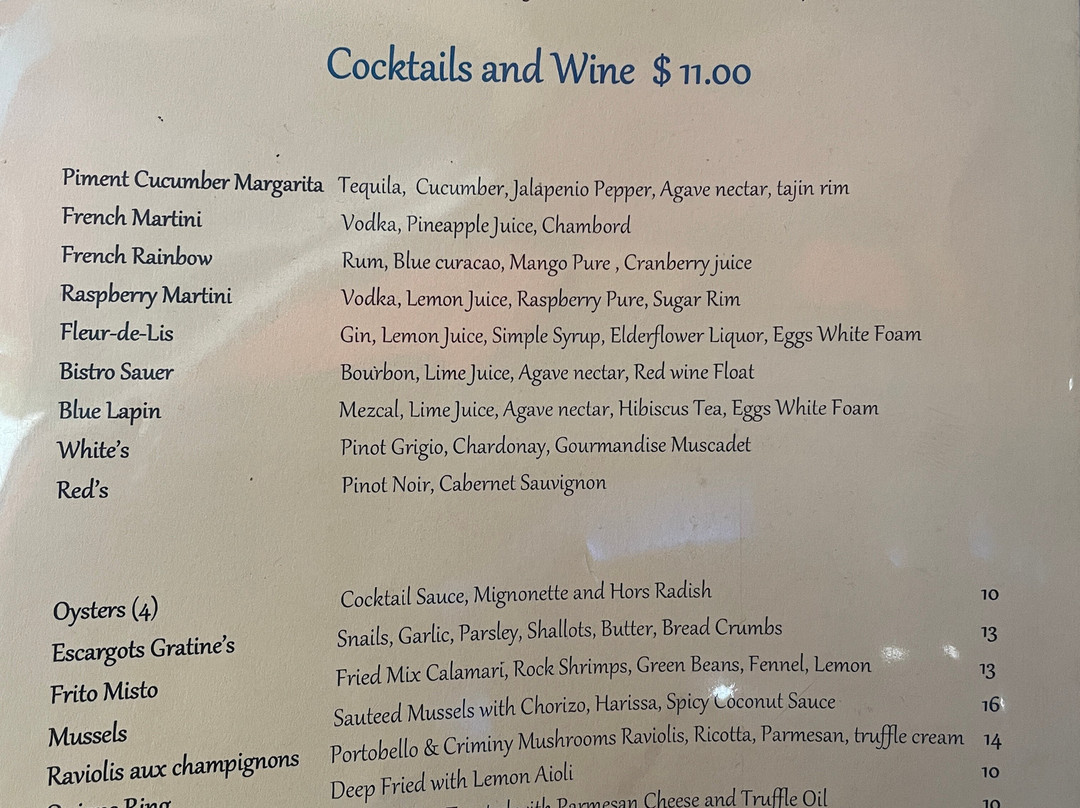 Cocktails and Wine $ 11.00
Piment Cucumber Margarita Tequila, Cucumber, Jalapenio Pepper, Agave nectar, tajin rim
French Martini Vodka, Pineapple Juice, Chambord
French Rainbow Rum, Blue curacao, Mango Pure , Cranberry juice
Raspberry Martini Vodka, Lemon Juice, Raspberry Pure, Sugar Rim
Fleur-de-Lis Gin, Lemon Juice, Simple Syrup, Elderflower Liquor, Eggs White Foam
Bistro Sauer Bourbon, Lime Juice, Agave nectar, Red wine Float
Blue Lapin Mezcal, Lime Juice, Agave nectar, Hibiscus Tea, Eggs White Foam
White's Pinot Grigio, Chardonay, Gourmandise Muscadet
Red's Pinot Noir, Cabernet Sauvignon
Oysters (4) Cocktail Sauce, Mignonette and Hors Radish 10
Escargots Gratine's Snails, Garlic, Parsley, Shallots, Butter, Bread Crumbs 13
Frito Misto Fried Mix Calamari, Rock Shrimps, Green Beans, Fennel, Lemon 13
Mussels Sauteed Mussels with Chorizo, Harissa, Spicy Coconut Sauce 16
Raviolis aux champignons Portobello & Criminy Mushrooms Raviolis, Ricotta, Parmesan, truffle cream 14
Ring Deep Fried with Lemon Aioli 10
with Parmesan Cheese and Truffle Oil 10